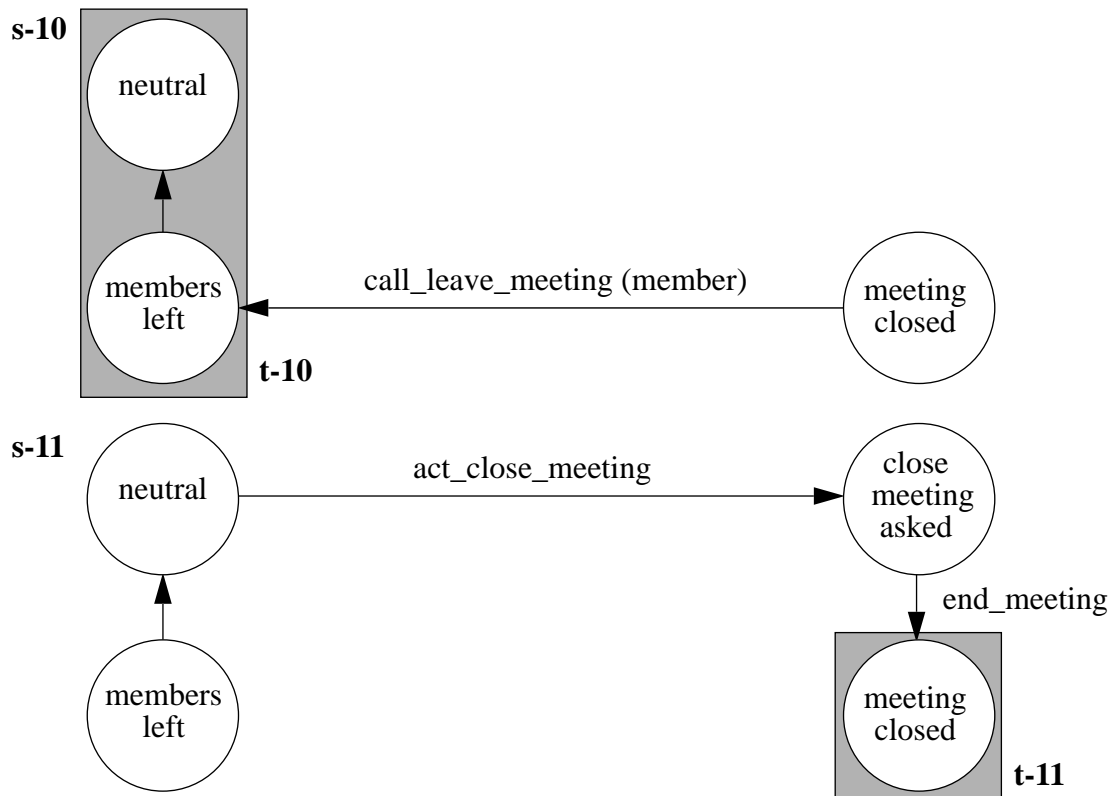 s-10
neutral
members
left
call_leave_meeting (member)
meeting
closed
t-10
s-11
neutral
act_close_meeting
close
meeting
asked
end_meeting
members
left
meeting
closed
t-11